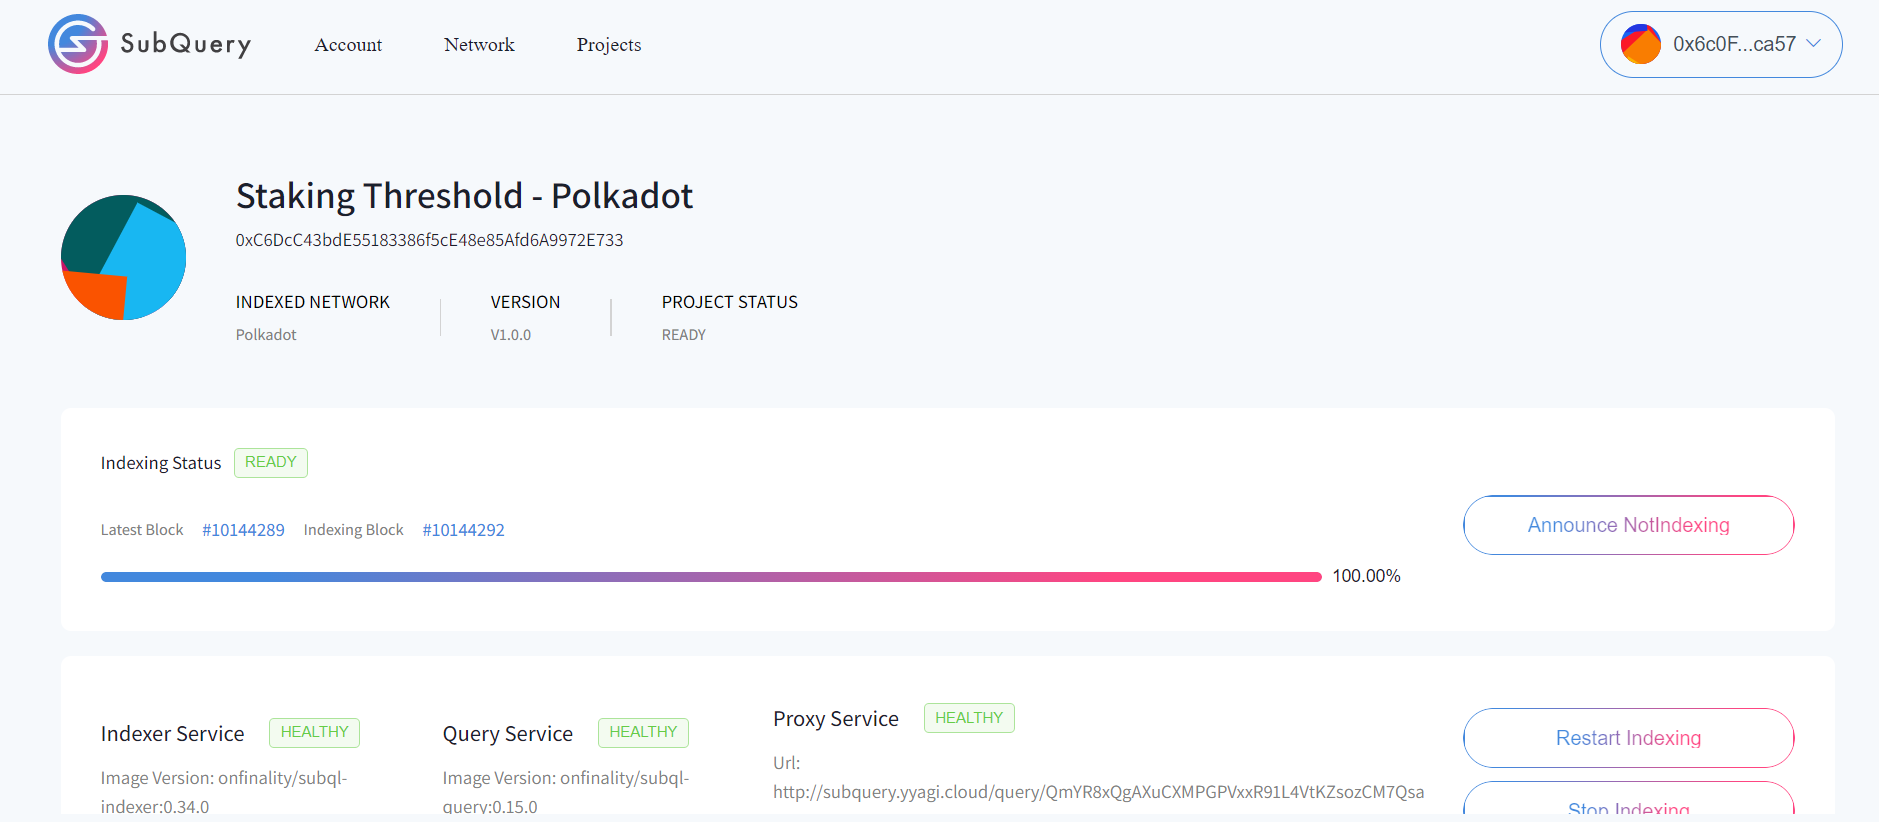 SubQuery
Account
Network
Projects
0x6c0F...ca57
Staking Threshold - Polkadot
0xC6DcC43bdE55183386f5cE48e85Afd6A9972E733
INDEXED NETWORK
Polkadot
VERSION
V1.0.0
PROJECT STATUS
READY
Indexing Status READY
Latest Block #10144289 Indexing Block #10144292
100.00%
Announce NotIndexing
Indexer Service HEALTHY
Image Version: onfinality/subql-
indexer:0.34.0
Query Service HEALTHY
Image Version: onfinality/subql-
query:0.15.0
Proxy Service HEALTHY
Url:
http://subquery.yyagi.cloud/query/QmYR8xQgAXuCXMPGPVxxR91L4VtKZsozCM7Qsa
Restart Indexing
Stop Indexing